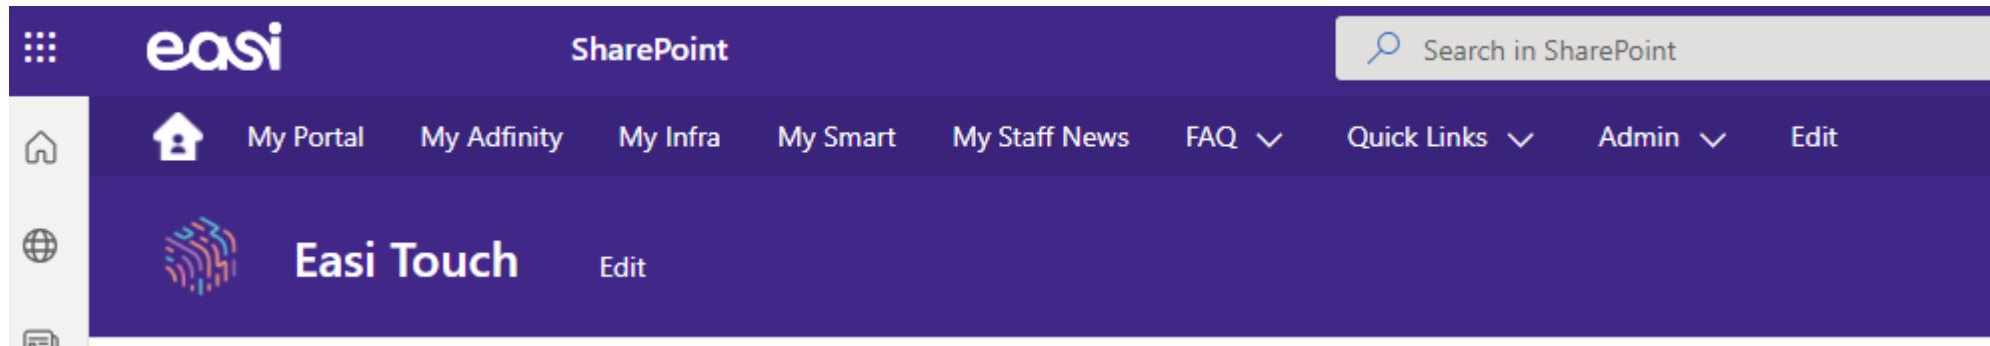 easi SharePoint Search in SharePoint
My Portal My Adfinity My Infra My Smart My Staff News FAQ Quick Links Admin Edit
Easi Touch Edit